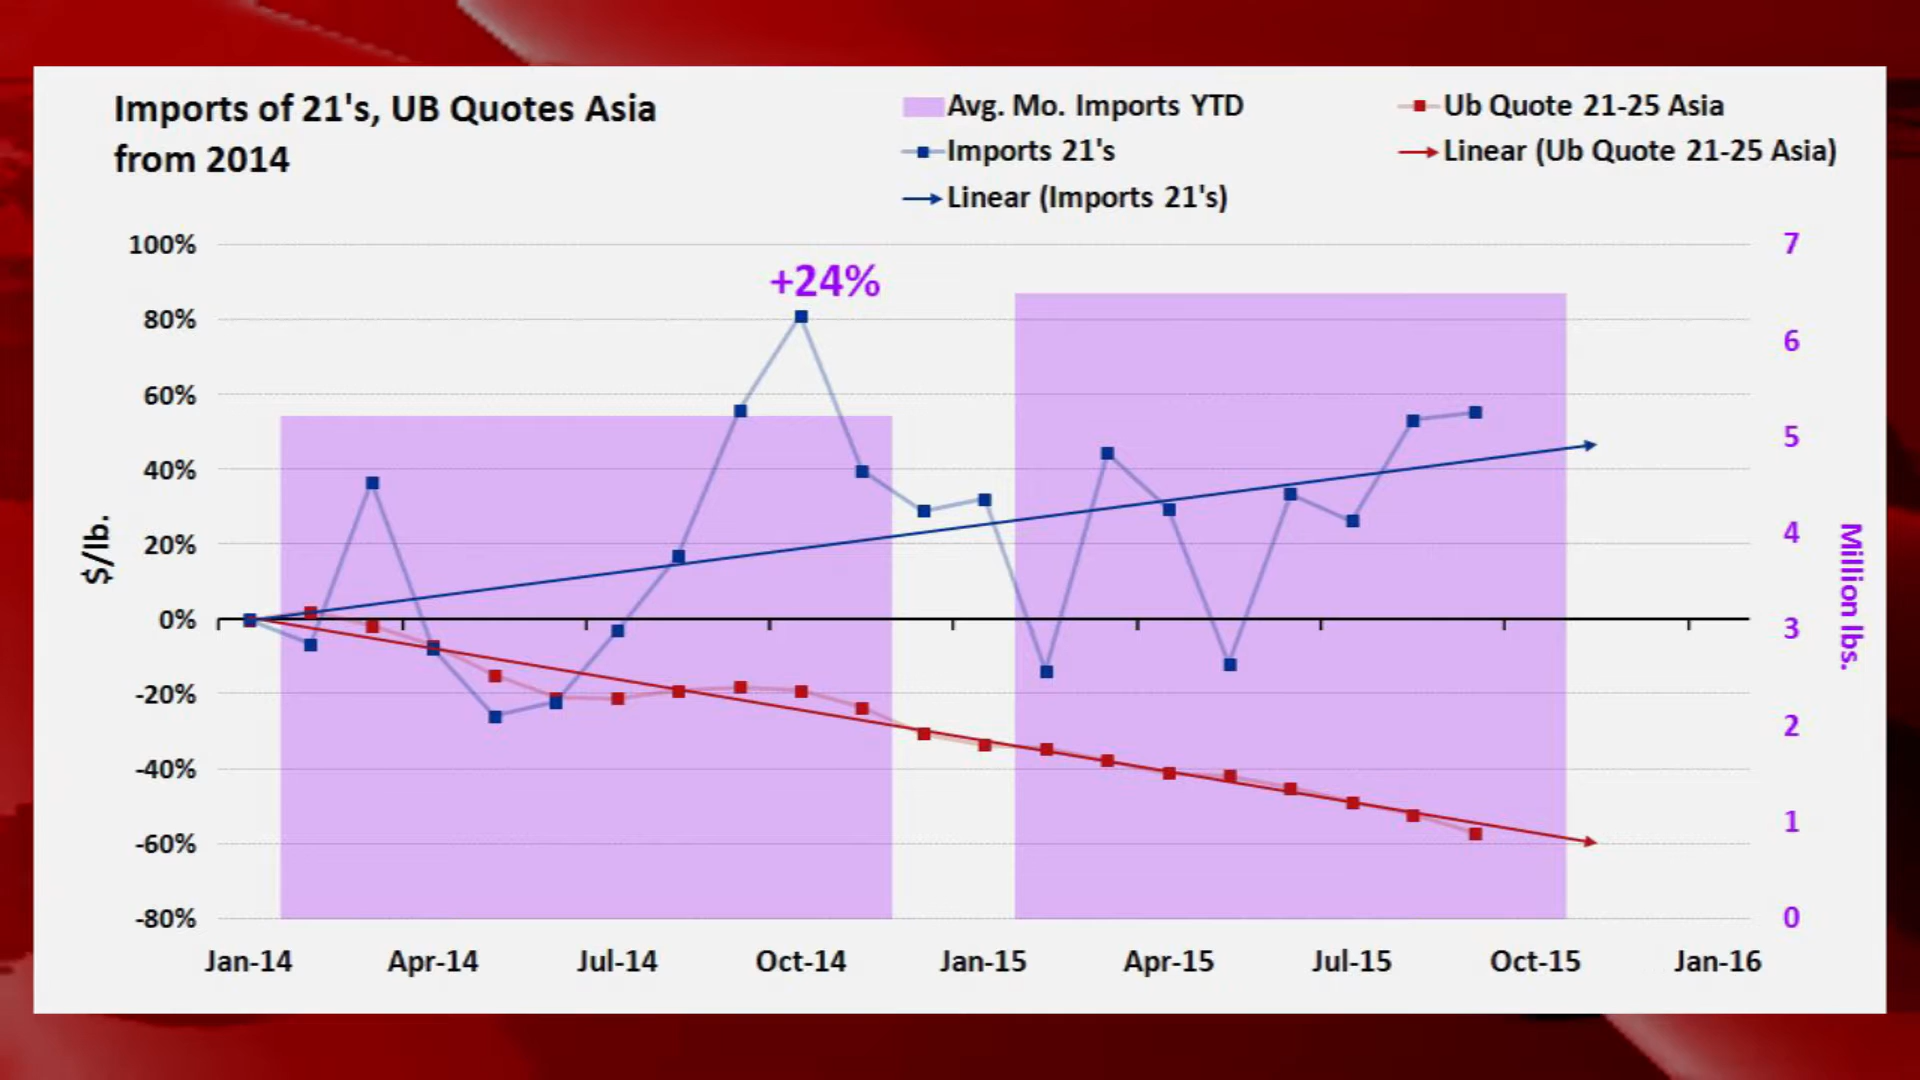 Imports of 21's, UB Quotes Asia
from 2014
Avg. Mo. Imports YTD
Ub Quote 21-25 Asia
Imports 21's
Linear (Ub Quote 21-25 Asia)
Linear (Imports 21's)
100%
80%
60%
40%
20%
0%
-20%
-40%
-60%
-80%
$/lb.
+24%
7
6
5
4
3
2
1
0
Million lbs.
Jan-14
Apr-14
Jul-14
Oct-14
Jan-15
Apr-15
Jul-15
Oct-15
Jan-16